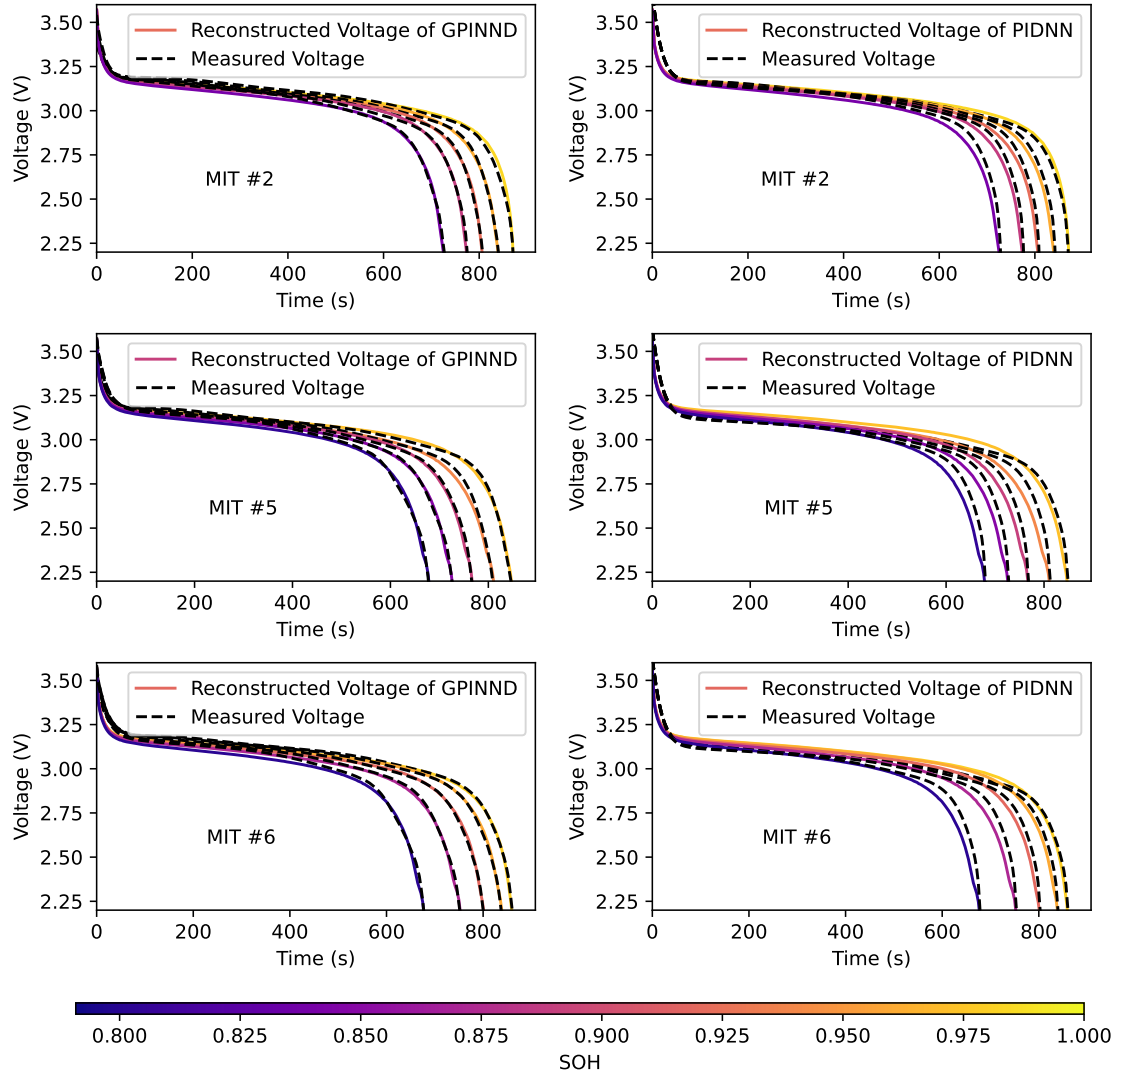 Reconstructed Voltage of GPINND
Measured Voltage
MIT #2
Voltage (V)
3.50
3.25
3.00
2.75
2.50
2.25
0 200 400 600 800
Time (s)
Reconstructed Voltage of PIDNN
Measured Voltage
MIT #2
Voltage (V)
3.50
3.25
3.00
2.75
2.50
2.25
0 200 400 600 800
Time (s)
Reconstructed Voltage of GPINND
Measured Voltage
MIT #5
Voltage (V)
3.50
3.25
3.00
2.75
2.50
2.25
0 200 400 600 800
Time (s)
Reconstructed Voltage of PIDNN
Measured Voltage
MIT #5
Voltage (V)
3.50
3.25
3.00
2.75
2.50
2.25
0 200 400 600 800
Time (s)
Reconstructed Voltage of GPINND
Measured Voltage
MIT #6
Voltage (V)
3.50
3.25
3.00
2.75
2.50
2.25
0 200 400 600 800
Time (s)
Reconstructed Voltage of PIDNN
Measured Voltage
MIT #6
Voltage (V)
3.50
3.25
3.00
2.75
2.50
2.25
0 200 400 600 800
Time (s)
0.800 0.825 0.850 0.875 0.900 0.925 0.950 0.975 1.000
SOH